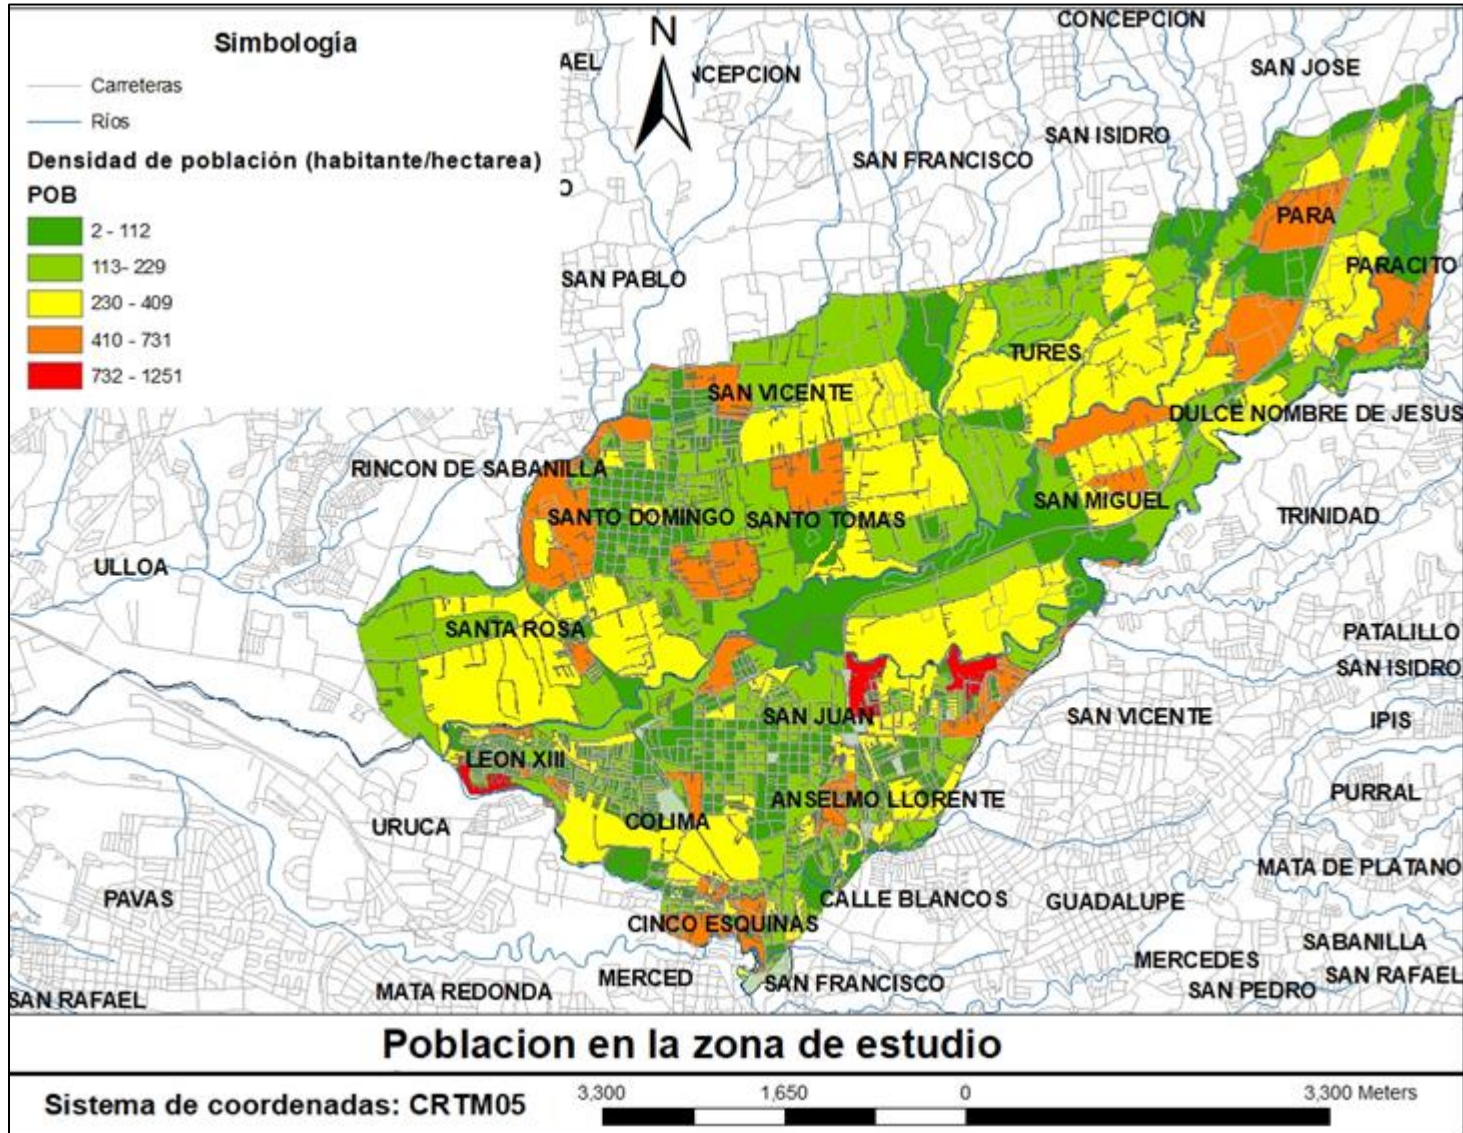 Simbología
Carreteras
Ríos
Densidad de población (habitante/hectarea)
POB
2 - 112
113- 229
230 - 409
410 - 731
732 - 1251
N
CONCEPCION
AEL
NCEPCION
SAN JOSE
SAN ISIDRO
SAN FRANCISCO
O
PARA
SAN PABLO
PARACITO
TURES
SAN VICENTE
DULCE NOMBRE DE JESUS
RINCON DE SABANILLA
SAN MIGUEL
SANTO DOMINGO
SANTO TOMAS
TRINIDAD
ULLOA
SANTA ROSA
PATALILLO
SAN ISIDRO
SAN JUAN
SAN VICENTE
IPIS
LEON XIII
ANSELMO LLORENTE
PURRAL
URUCA
COLIMA
MATA DE PLATANO
PAVAS
CALLE BLANCOS
GUADALUPE
CINCO ESQUINAS
SABANILLA
MERCEDES
SAN RAFAEL
MERCED
SAN FRANCISCO
SAN PEDRO
MATA REDONDA
SAN RAFAEL
Poblacion en la zona de estudio
Sistema de coordenadas: CRTM05
3,300 1,650 0 3,300 Meters